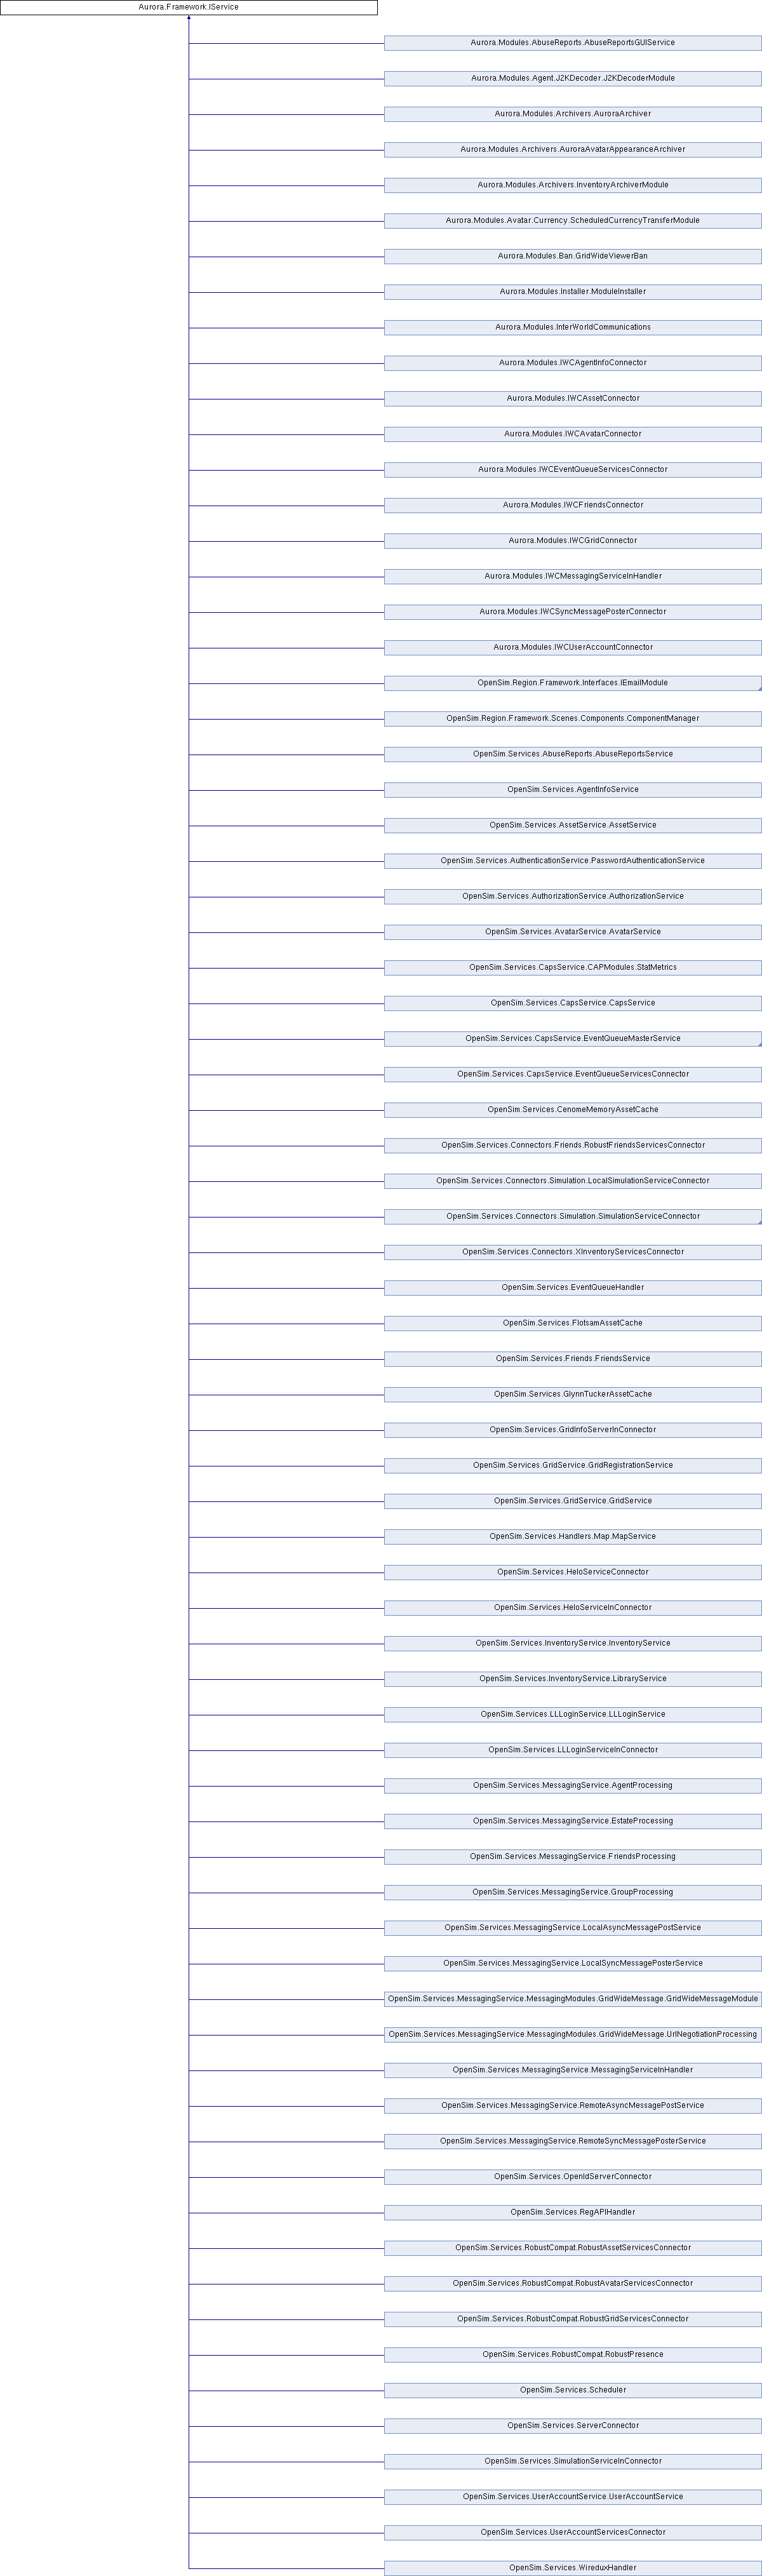 Aurora.Framework.IService
Aurora.Modules.AbuseReports.AbuseReportsGUIService
Aurora.Modules.Agent.J2KDecoder.J2KDecoderModule
Aurora.Modules.Archivers.AuroraArchiver
Aurora.Modules.Archivers.AuroraAvatarAppearanceArchiver
Aurora.Modules.Archivers.InventoryArchiverModule
Aurora.Modules.Avatar.Currency.ScheduledCurrencyTransferModule
Aurora.Modules.Ban.GridWideViewerBan
Aurora.Modules.Installer.ModuleInstaller
Aurora.Modules.InterWorldCommunications
Aurora.Modules.IWCAgentInfoConnector
Aurora.Modules.IWCAssetConnector
Aurora.Modules.IWCAvatarConnector
Aurora.Modules.IWCEventQueueServicesConnector
Aurora.Modules.IWCFriendsConnector
Aurora.Modules.IWCGridConnector
Aurora.Modules.IWCMessagingServiceInHandler
Aurora.Modules.IWCSyncMessagePosterConnector
Aurora.Modules.IWCUserAccountConnector
OpenSim.Region.Framework.Interfaces.IEmailModule
OpenSim.Region.Framework.Scenes.Components.ComponentManager
OpenSim.Services.AbuseReports.AbuseReportsService
OpenSim.Services.AgentInfoService
OpenSim.Services.AssetService.AssetService
OpenSim.Services.AuthenticationService.PasswordAuthenticationService
OpenSim.Services.AuthorizationService.AuthorizationService
OpenSim.Services.AvatarService.AvatarService
OpenSim.Services.CapsService.CAPModules.StatMetrics
OpenSim.Services.CapsService.CapsService
OpenSim.Services.CapsService.EventQueueMasterService
OpenSim.Services.CapsService.EventQueueServicesConnector
OpenSim.Services.CenomeMemoryAssetCache
OpenSim.Services.Connectors.Friends.RobustFriendsServicesConnector
OpenSim.Services.Connectors.Simulation.LocalSimulationServiceConnector
OpenSim.Services.Connectors.Simulation.SimulationServiceConnector
OpenSim.Services.Connectors.XInventoryServicesConnector
OpenSim.Services.EventQueueHandler
OpenSim.Services.FlotsamAssetCache
OpenSim.Services.Friends.FriendsService
OpenSim.Services.GlynnTuckerAssetCache
OpenSim.Services.GridInfoServerInConnector
OpenSim.Services.GridService.GridRegistrationService
OpenSim.Services.GridService.GridService
OpenSim.Services.Handlers.Map.MapService
OpenSim.Services.HeloServiceConnector
OpenSim.Services.HeloServiceInConnector
OpenSim.Services.InventoryService.InventoryService
OpenSim.Services.InventoryService.LibraryService
OpenSim.Services.LLLoginService.LLLoginService
OpenSim.Services.LLLoginServiceInConnector
OpenSim.Services.MessagingService.AgentProcessing
OpenSim.Services.MessagingService.EstateProcessing
OpenSim.Services.MessagingService.FriendsProcessing
OpenSim.Services.MessagingService.GroupProcessing
OpenSim.Services.MessagingService.LocalAsyncMessagePostService
OpenSim.Services.MessagingService.LocalSyncMessagePosterService
OpenSim.Services.MessagingService.MessagingModules.GridWideMessage.GridWideMessageModule
OpenSim.Services.MessagingService.MessagingModules.GridWideMessage.UrlNegotiationProcessing
OpenSim.Services.MessagingService.MessagingServiceInHandler
OpenSim.Services.MessagingService.RemoteAsyncMessagePostService
OpenSim.Services.MessagingService.RemoteSyncMessagePosterService
OpenSim.Services.OpenIdServerConnector
OpenSim.Services.RegAPIHandler
OpenSim.Services.RobustCompat.RobustAssetServicesConnector
OpenSim.Services.RobustCompat.RobustAvatarServicesConnector
OpenSim.Services.RobustCompat.RobustGridServicesConnector
OpenSim.Services.RobustCompat.RobustPresence
OpenSim.Services.Scheduler
OpenSim.Services.ServerConnector
OpenSim.Services.SimulationServiceInConnector
OpenSim.Services.UserAccountService.UserAccountService
OpenSim.Services.UserAccountServicesConnector
OpenSim.Services.WireduxHandler